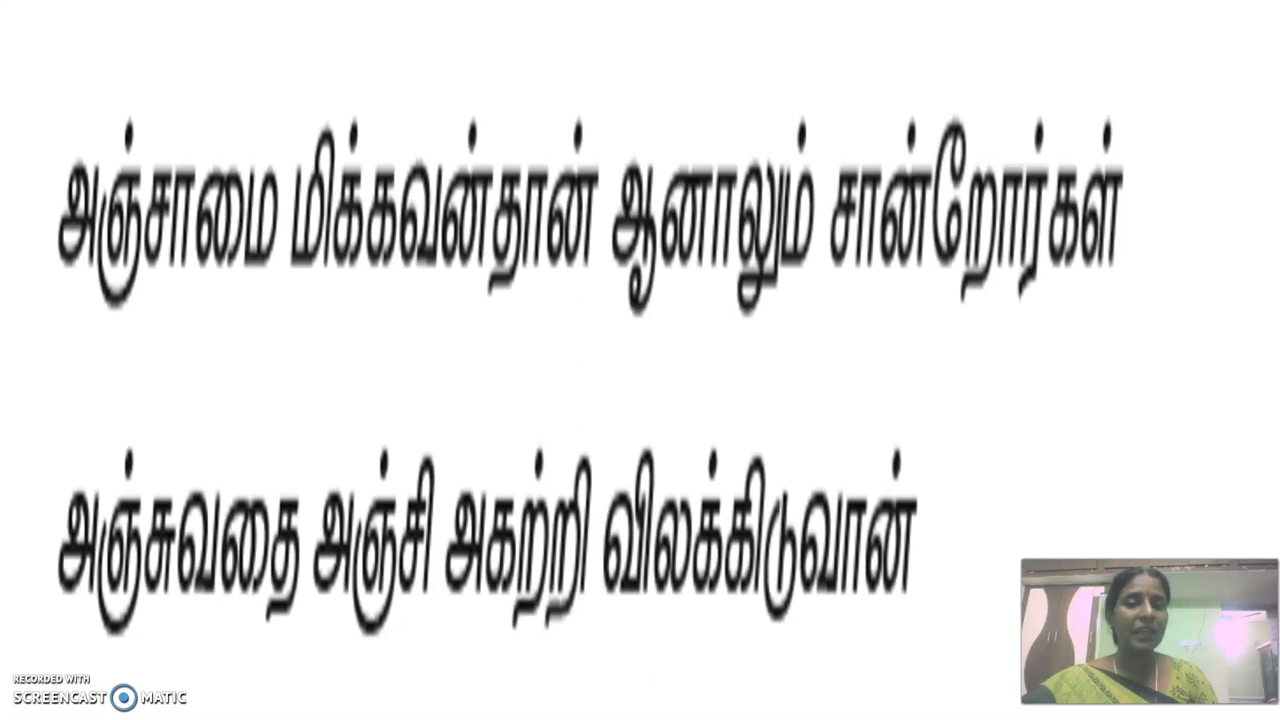 அஞ்சாமை மிக்கவன்தான் ஆனாலும் சான்றோர்கள்
அஞ்சுவதை அஞ்சி அகற்றி விலக்கிடுவான்
RECORDED WITH
SCREENCAST MATIC